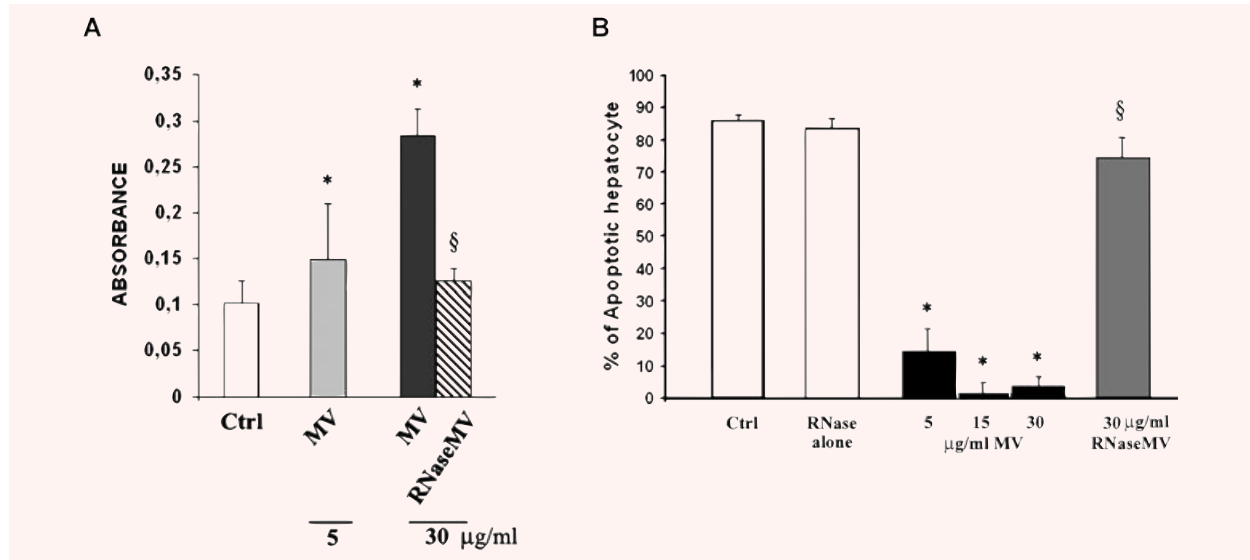 A
ABSORBANCE
0,35
0,3
0,25
0,2
0,15
0,1
0,05
0
*
*
§
Ctrl
MV
MV
RNaseMV
5
30 μg/ml
B
% of Apoptotic hepatocyte
100
90
80
70
60
50
40
30
20
10
0
*
*
*
§
Ctrl
RNase alone
5
15
30
μg/ml MV
30 μg/ml
RNaseMV